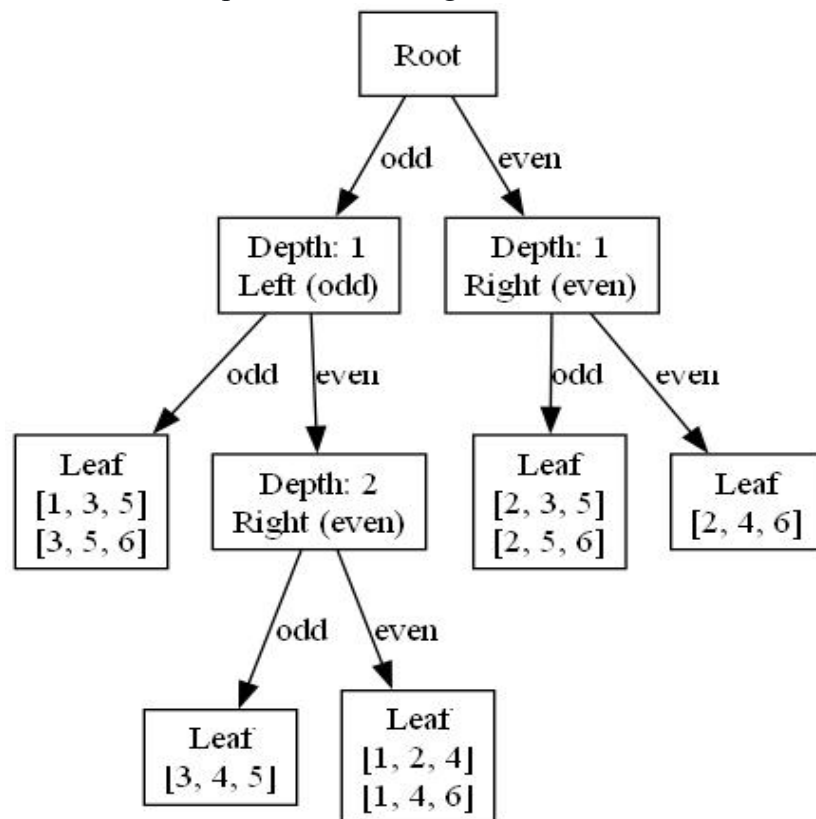 Root
odd
even
Depth: 1
Left (odd)
Depth: 1
Right (even)
odd
even
odd
even
Leaf
[1, 3, 5]
[3, 5, 6]
Depth: 2
Right (even)
Leaf
[2, 3, 5]
[2, 5, 6]
Leaf
[2, 4, 6]
odd
even
Leaf
[3, 4, 5]
Leaf
[1, 2, 4]
[1, 4, 6]